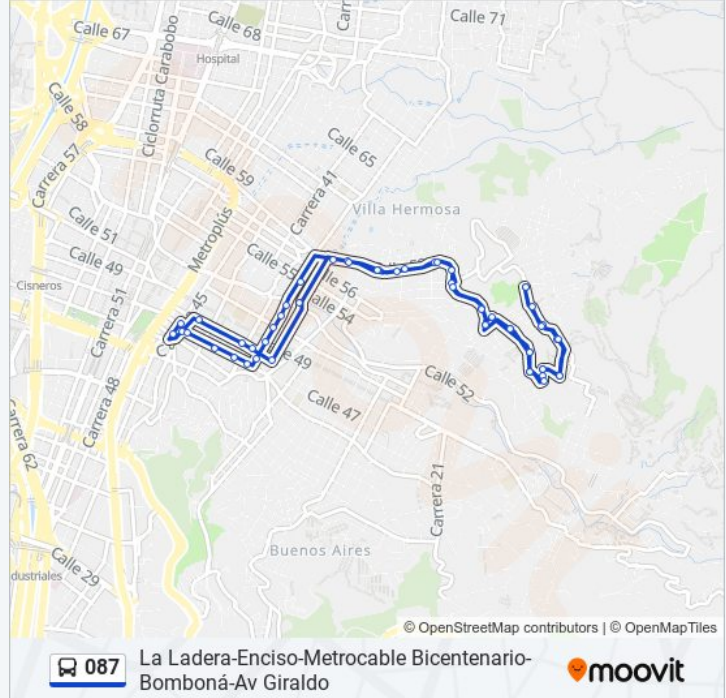 Calle 67
Calle 68
Calle 71
Hospital
Ciclorruta Carabobo
Calle 58
Calle 65
Carrera 57
Calle 59
Carrera 41
Villa Hermosa
Calle 51
Metroplús
Calle 49
Calle 55
Calle 56
Cisneros
Carrera 51
45
Calle 54
49
Carrera 48
Calle 52
Calle 47
Carrera 62
Carrera 21
Buenos Aires
Calle 29
dustriales
© OpenStreetMap contributors | © OpenMapTiles
087
La Ladera-Enciso-Metrocable Bicentenario-
Bomboná-Av Giraldo
moovit